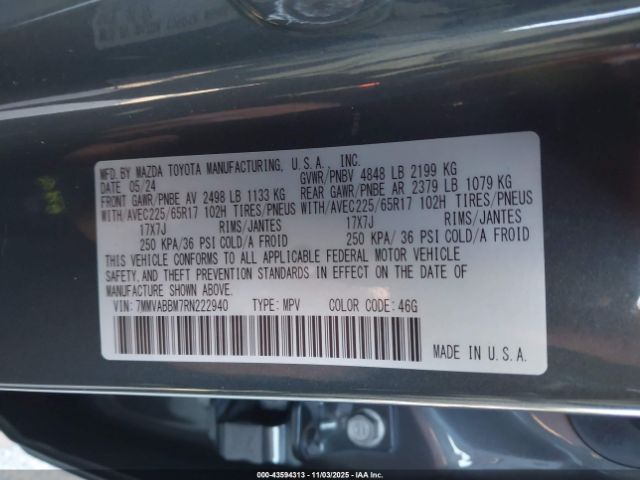 MFD. BY MAZDA TOYOTA MANUFACTURING, U.S.A., INC.
DATE 05/24 GVWR/PNBV 4848 LB 2199 KG
FRONT GAWR/PNBE AV 2498 LB 1133 KG REAR GAWR/PNBE AR 2379 LB 1079 KG
WITH/AVEC225/65R17 102H TIRES/PNEUS WITH/AVEC225/65R17 102H TIRES/PNEUS
17X7J RIMS/JANTES 17X7J RIMS/JANTES
250 KPA/36 PSI COLD/A FROID 250 KPA/ 36 PSI COLD/A FROID
THIS VEHICLE CONFORMS TO ALL APPLICABLE FEDERAL MOTOR VEHICLE
SAFETY,AND THEFT PREVENTION STANDARDS IN EFFECT ON THE DATE OF
MANUFACTURE SHOWN ABOVE.
VIN: 7MMVABBM7RN222940 TYPE: MPV COLOR CODE: 46G
MADE IN U.S.A.
000-43594313 - 11/03/2025 - IAA Corp.